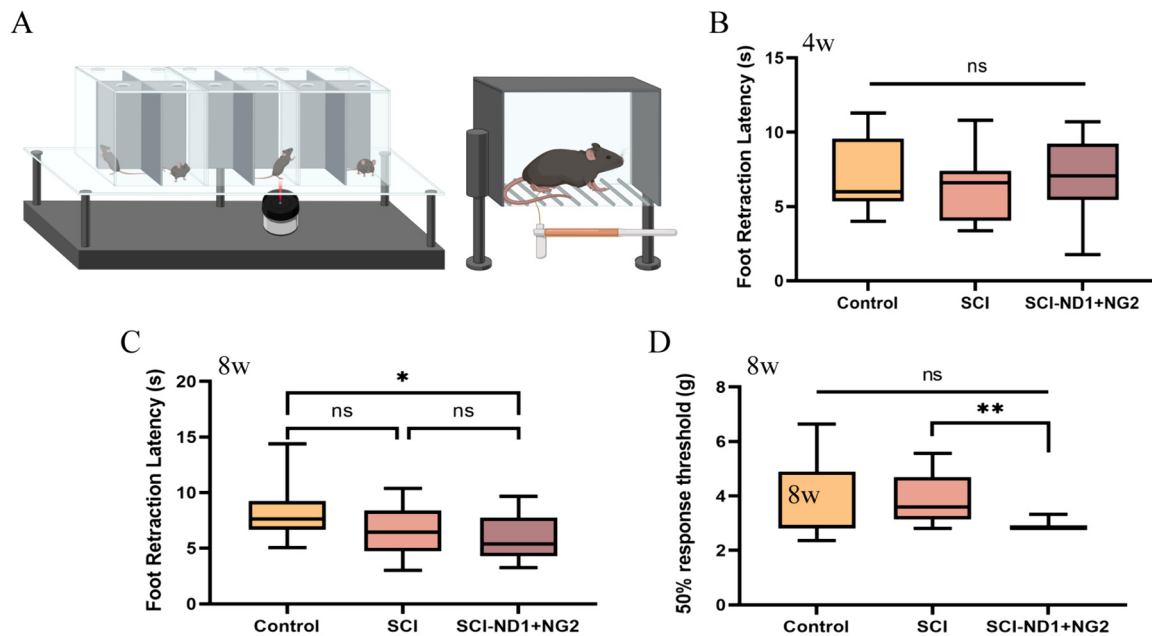 A
B
4w
Foot Retraction Latency (s)
15
10
5
0
ns
Control
SCI
SCI-ND1+NG2
C
8w
Foot Retraction Latency (s)
20
15
10
5
0
*
ns
ns
Control
SCI
SCI-ND1+NG2
D
8w
50% response threshold (g)
8
6
4
2
0
ns
**
8w
Control
SCI
SCI-ND1+NG2